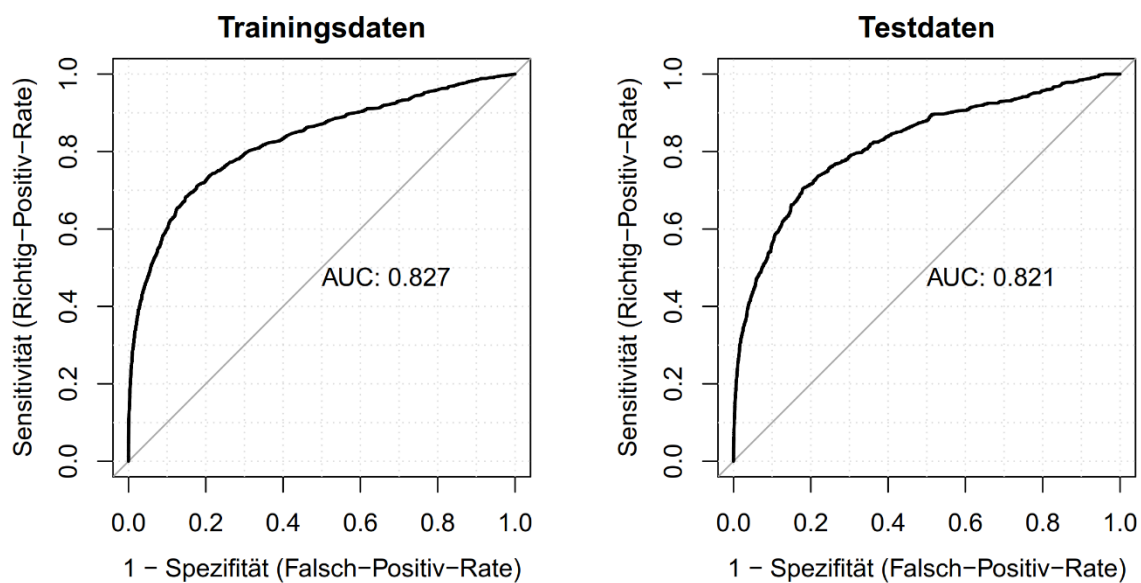 Trainingsdaten
Sensitivität (Richtig−Positiv−Rate)
1.0
0.8
0.6
0.4
0.2
0.0
AUC: 0.827
0.0 0.2 0.4 0.6 0.8 1.0
1 − Spezifität (Falsch−Positiv−Rate)
Testdaten
Sensitivität (Richtig−Positiv−Rate)
1.0
0.8
0.6
0.4
0.2
0.0
AUC: 0.821
0.0 0.2 0.4 0.6 0.8 1.0
1 − Spezifität (Falsch−Positiv−Rate)